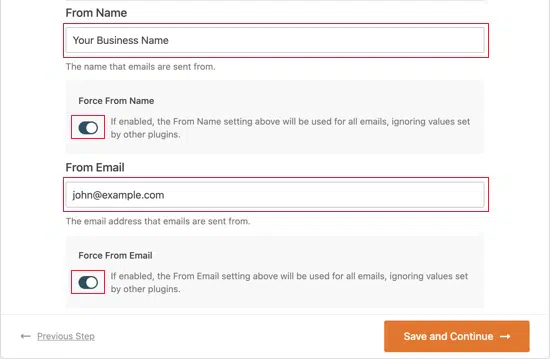 From Name
Your Business Name
The name that emails are sent from.
Force From Name
If enabled, the From Name setting above will be used for all emails, ignoring values set
by other plugins.
From Email
john@example.com
The email address that emails are sent from.
Force From Email
If enabled, the From Email setting above will be used for all emails, ignoring values set
by other plugins.
← Previous Step
Save and Continue →